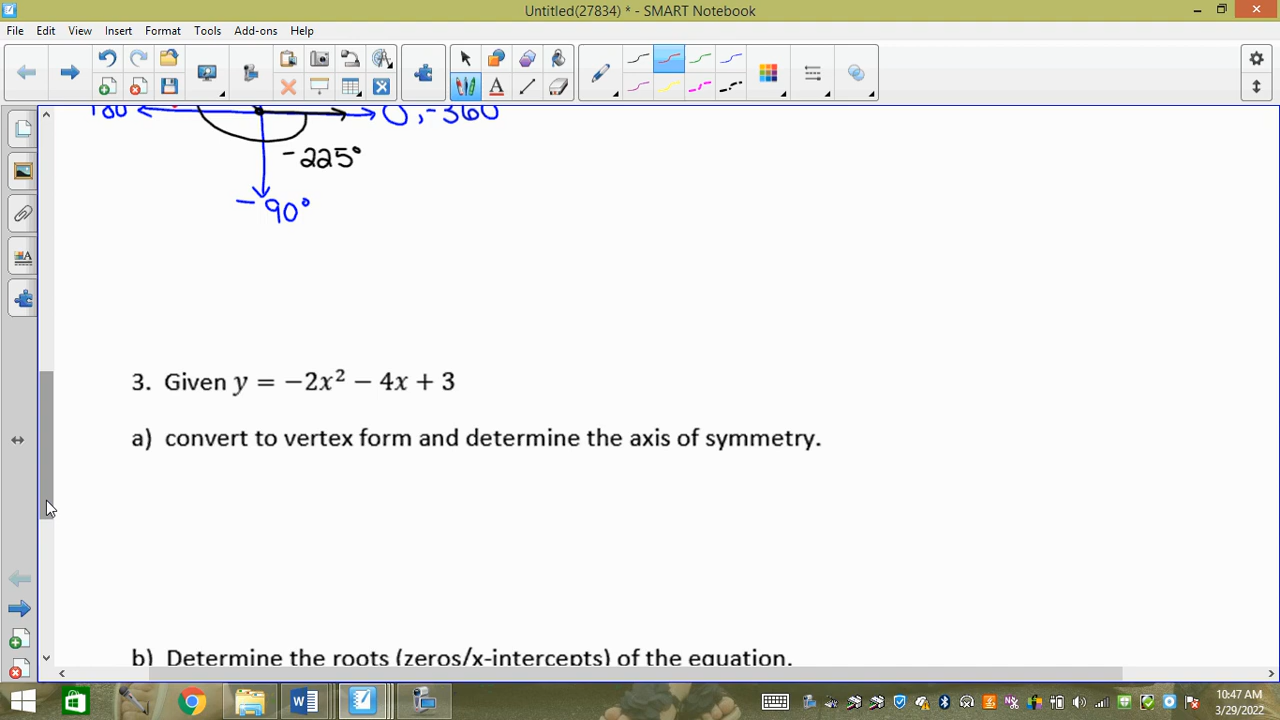 Untitled(27834) * - SMART Notebook
File Edit View Insert Format Tools Add-ons Help
180 0, -360
-225°
-90°
3. Given y = −2x² − 4x + 3
a) convert to vertex form and determine the axis of symmetry.
b) Determine the roots (zeros/x-intercepts) of the equation.
10:47 AM
3/29/2022